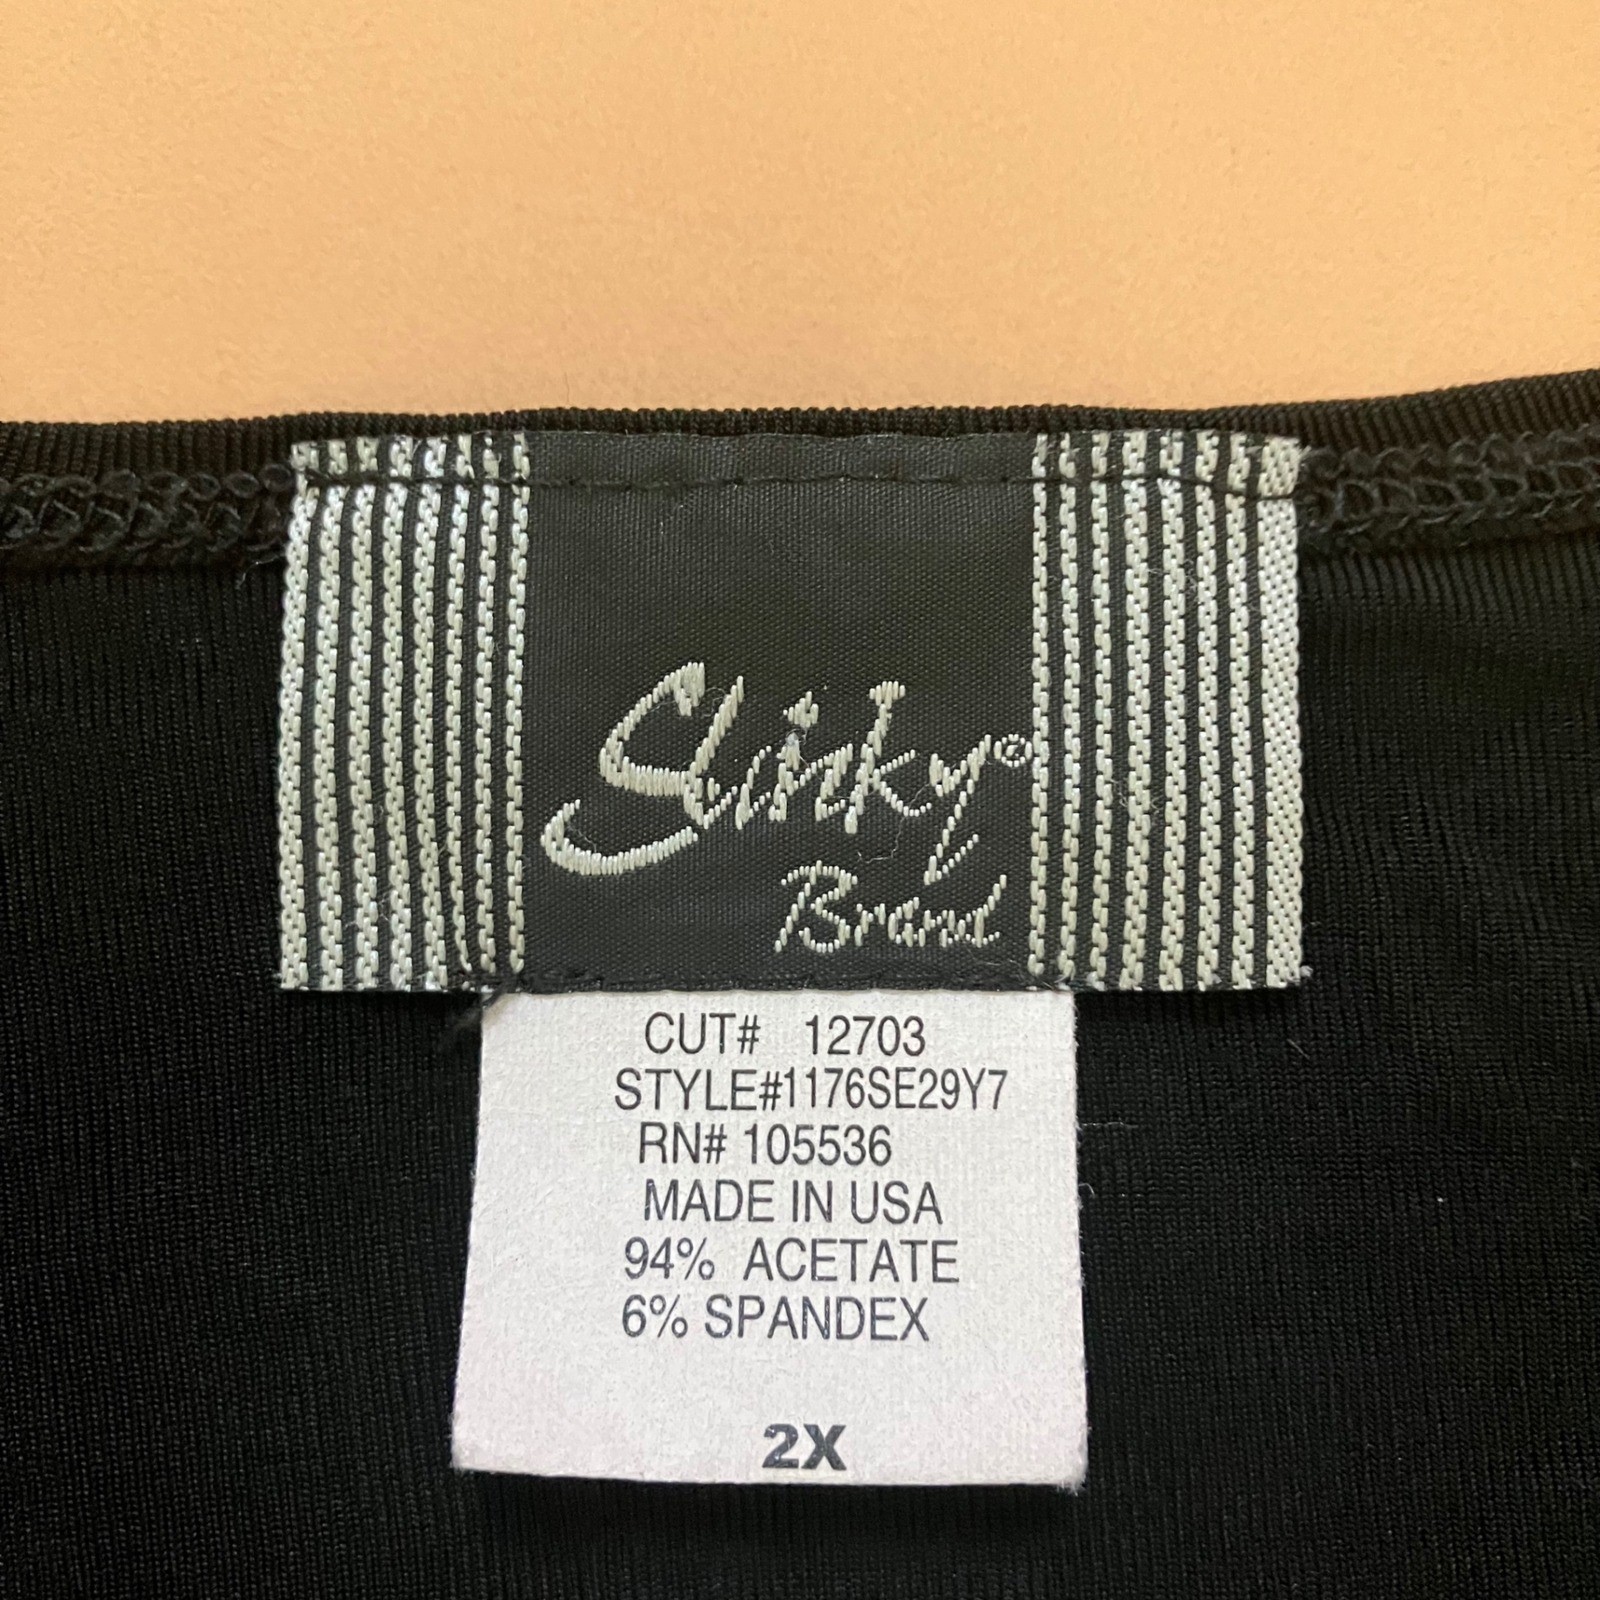 Slinky®
Brand
CUT# 12703
STYLE#1176SE29Y7
RN# 105536
MADE IN USA
94% ACETATE
6% SPANDEX
2X